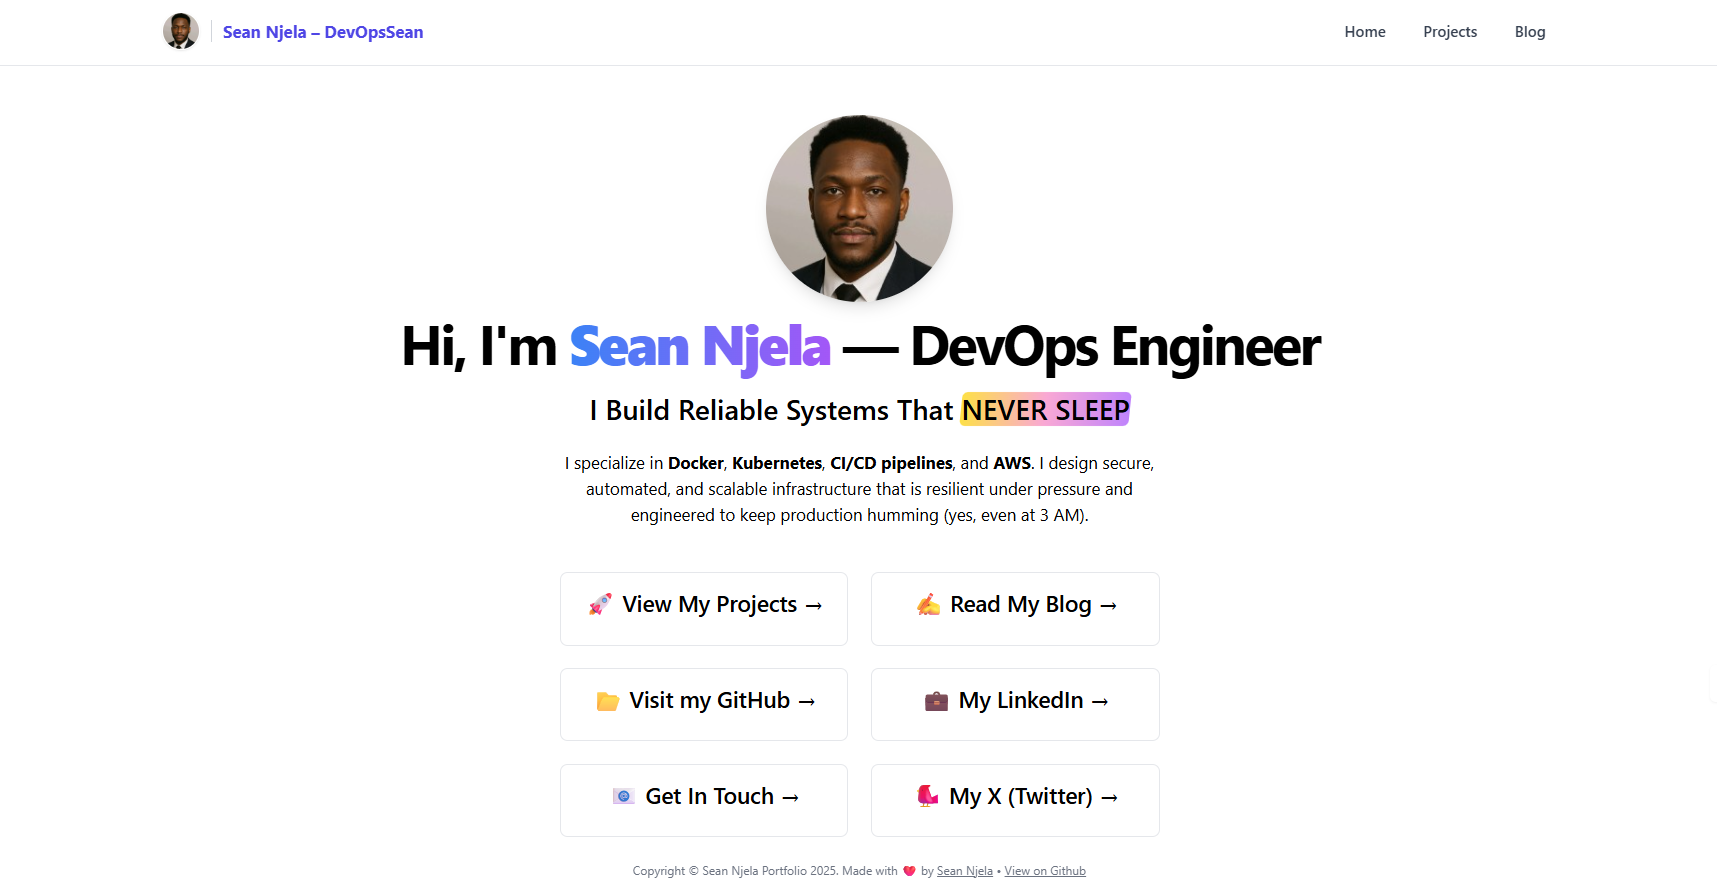 Sean Njela – DevOpsSean
Home
Projects
Blog
Hi, I'm Sean Njela — DevOps Engineer
I Build Reliable Systems That NEVER SLEEP
I specialize in Docker, Kubernetes, CI/CD pipelines, and AWS. I design secure,
automated, and scalable infrastructure that is resilient under pressure and
engineered to keep production humming (yes, even at 3 AM).
🚀 View My Projects →
✍️ Read My Blog →
📂 Visit my GitHub →
💼 My LinkedIn →
📧 Get In Touch →
🐦 My X (Twitter) →
Copyright © Sean Njela Portfolio 2025. Made with ❤️ by Sean Njela • View on Github